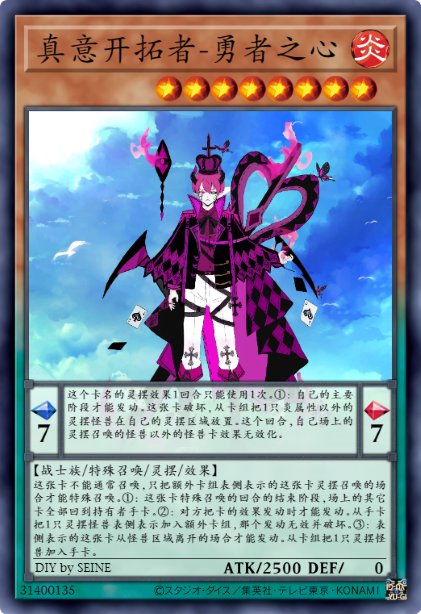 真意开拓者-勇者之心
炎
这个卡名的灵摆效果1回合只能使用1次。①：自己的主要
阶段才能发动。这张卡破坏，从卡组把1只炎属性以外的
灵摆怪兽在自己的灵摆区域放置。这个回合，自己场上的
灵摆召唤的怪兽以外的怪兽卡效果无效化。
7
7
【战士族/特殊召唤/灵摆/效果】
这张卡不能通常召唤，只把额外卡组表侧表示的这张卡灵摆召唤的场
合才能特殊召唤。①：这张卡特殊召唤的回合的结束阶段，场上的其它
卡全部回到持有者手卡。②：对方把卡的效果发动时才能发动。从手卡
把1只灵摆怪兽表侧表示加入额外卡组，那个发动无效并破坏。③：表
侧表示的这张卡从怪兽区域离开的场合才能发动。从卡组把1只灵摆怪
兽加入手卡。
DIY by SEINE
ATK/2500 DEF/ 0
31400135
©スタジオ・ダイス／集英社・テレビ東京・KONAMI